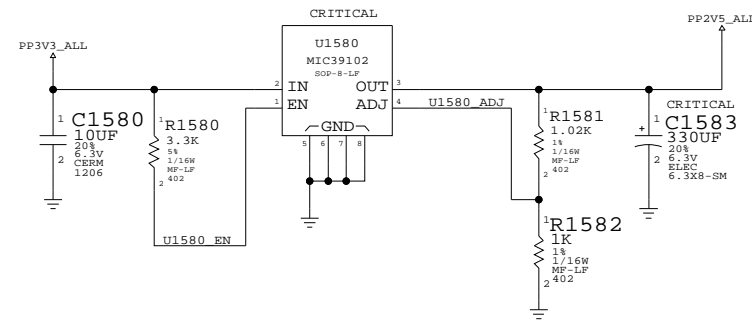 CRITICAL
PP2V5_ALL
PP3V3_ALL
U1580
MIC39102
SOP-8-LF
2
IN
OUT
3
1
EN
ADJ
4
U1580_ADJ
GND
5
6
7
8
1
C1580
10UF
20%
6.3V
CERM
1206
2
1
R1580
3.3K
5%
1/16W
MF-LF
402
2
U1580_EN
1
R1581
1.02K
1%
1/16W
MF-LF
402
2
CRITICAL
1
C1583
330UF
20%
6.3V
ELEC
6.3X8-SM
2
+
1
R1582
1K
1%
1/16W
MF-LF
402
2